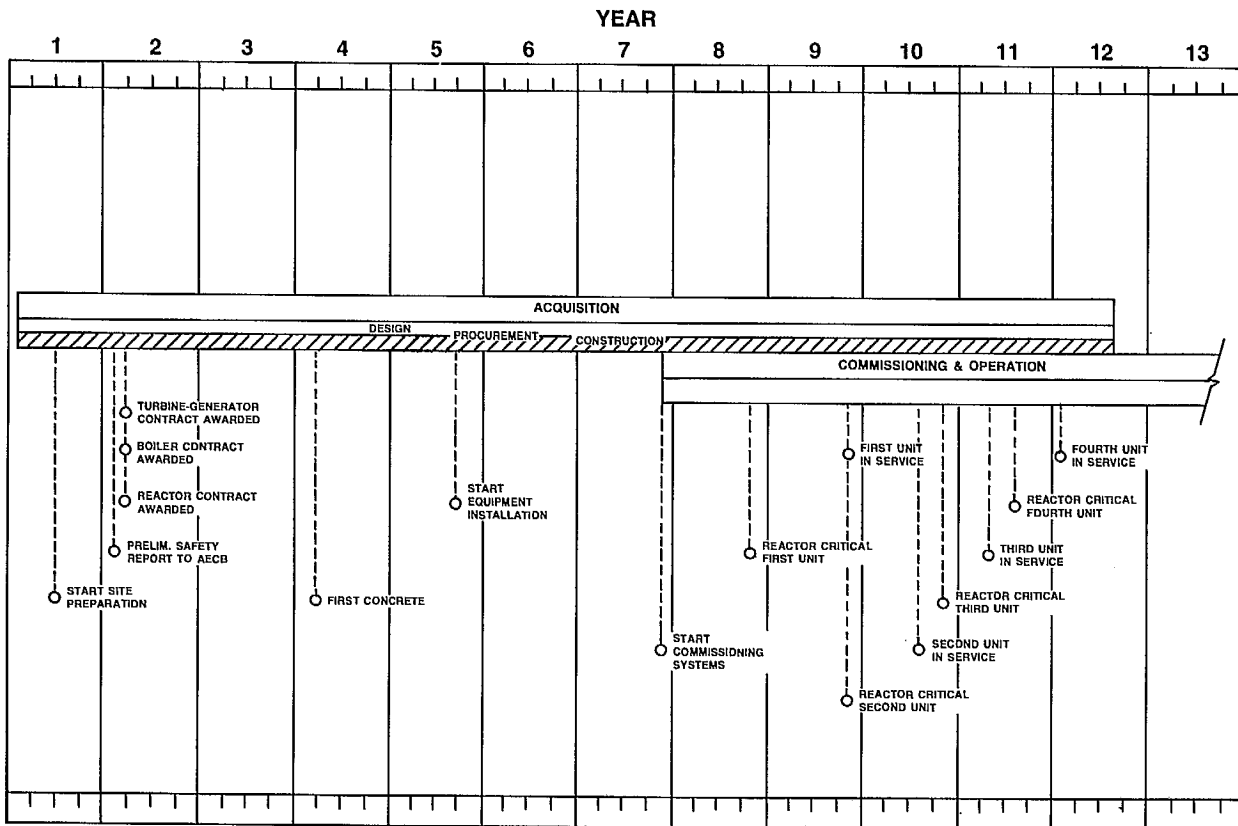 YEAR
1 2 3 4 5 6 7 8 9 10 11 12 13
ACQUISITION
DESIGN
PROCUREMENT
CONSTRUCTION
COMMISSIONING & OPERATION
TURBINE-GENERATOR
CONTRACT AWARDED
BOILER CONTRACT
AWARDED
REACTOR CONTRACT
AWARDED
PRELIM. SAFETY
REPORT TO AECB
START SITE
PREPARATION
FIRST CONCRETE
START
EQUIPMENT
INSTALLATION
START
COMMISSIONING
SYSTEMS
REACTOR CRITICAL
FIRST UNIT
FIRST UNIT
IN SERVICE
REACTOR CRITICAL
SECOND UNIT
SECOND UNIT
IN SERVICE
REACTOR CRITICAL
THIRD UNIT
THIRD UNIT
IN SERVICE
REACTOR CRITICAL
FOURTH UNIT
FOURTH UNIT
IN SERVICE